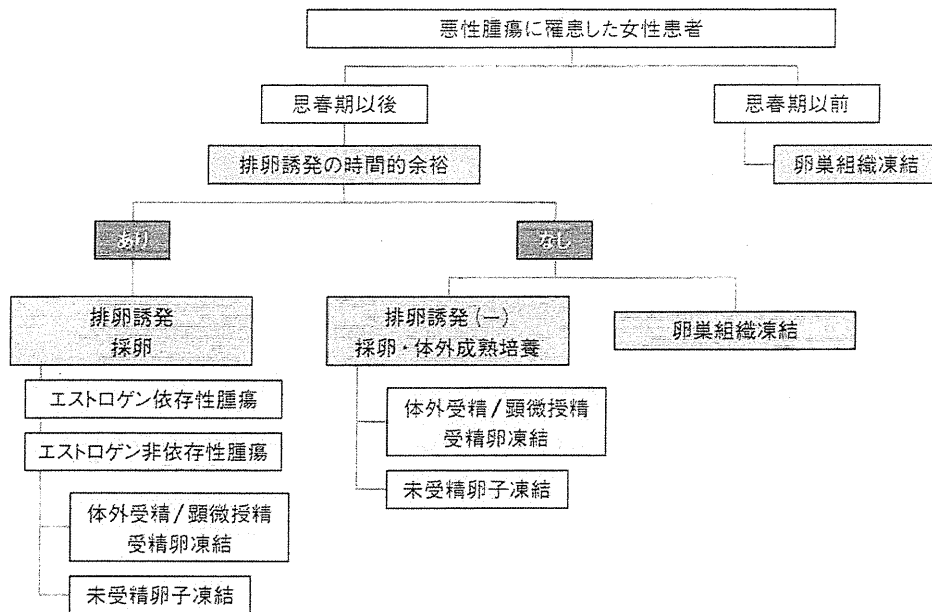 悪性腫瘍に罹患した女性患者
思春期以後
思春期以前
排卵誘発の時間的余裕
卵巣組織凍結
あり
なし
排卵誘発
採卵
排卵誘発(-)
採卵・体外成熟培養
卵巣組織凍結
エストロゲン依存性腫瘍
エストロゲン非依存性腫瘍
体外受精/顕微授精
受精卵凍結
未受精卵子凍結
体外受精/顕微授精
受精卵凍結
未受精卵子凍結